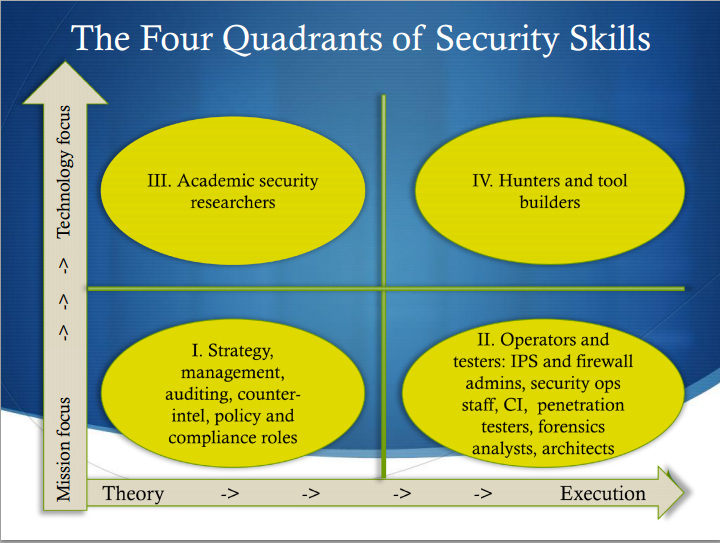 The Four Quadrants of Security Skills
Technology focus
-> -> ->
Mission focus
III. Academic security
researchers
IV. Hunters and tool
builders
I. Strategy,
management,
auditing, counter-
intel, policy and
compliance roles
II. Operators and
testers: IPS and firewall
admins, security ops
staff, CI, penetration
testers, forensics
analysts, architects
Theory -> -> -> -> Execution